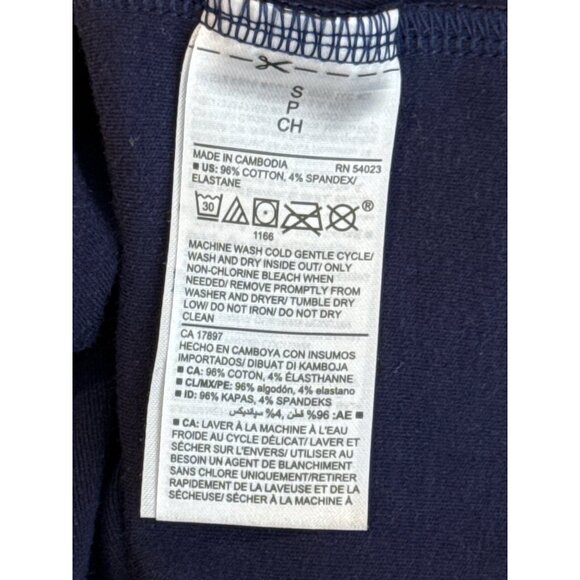 S
P
CH
MADE IN CAMBODIA RN 54023
■ US: 96% COTTON, 4% SPANDEX/
ELASTANE
30 ®
1166
MACHINE WASH COLD GENTLE CYCLE/
WASH AND DRY INSIDE OUT/ ONLY
NON-CHLORINE BLEACH WHEN
NEEDED/ REMOVE PROMPTLY FROM
WASHER AND DRYER/ TUMBLE DRY
LOW/ DO NOT IRON/ DO NOT DRY
CLEAN
CA 17897
HECHO EN CAMBOYA CON INSUMOS
IMPORTADOS/ DIBUAT DI KAMBOJA
■ CA: 96% COTON, 4% ÉLASTHANNE
■ CL/MX/PE: 96% algodón, 4% elastano
■ ID: 96% KAPAS, 4% SPANDEKS
■ AE: 96% قطن, 4% سباندكس
■ CA: LAVER À LA MACHINE À L'EAU
FROIDE AU CYCLE DÉLICAT/ LAVER ET
SÉCHER SUR L'ENVERS/ UTILISER AU
BESOIN UN AGENT DE BLANCHIMENT
SANS CHLORE UNIQUEMENT/RETIRER
RAPIDEMENT DE LA LAVEUSE ET DE LA
SÉCHEUSE/ SÉCHER À LA MACHINE À